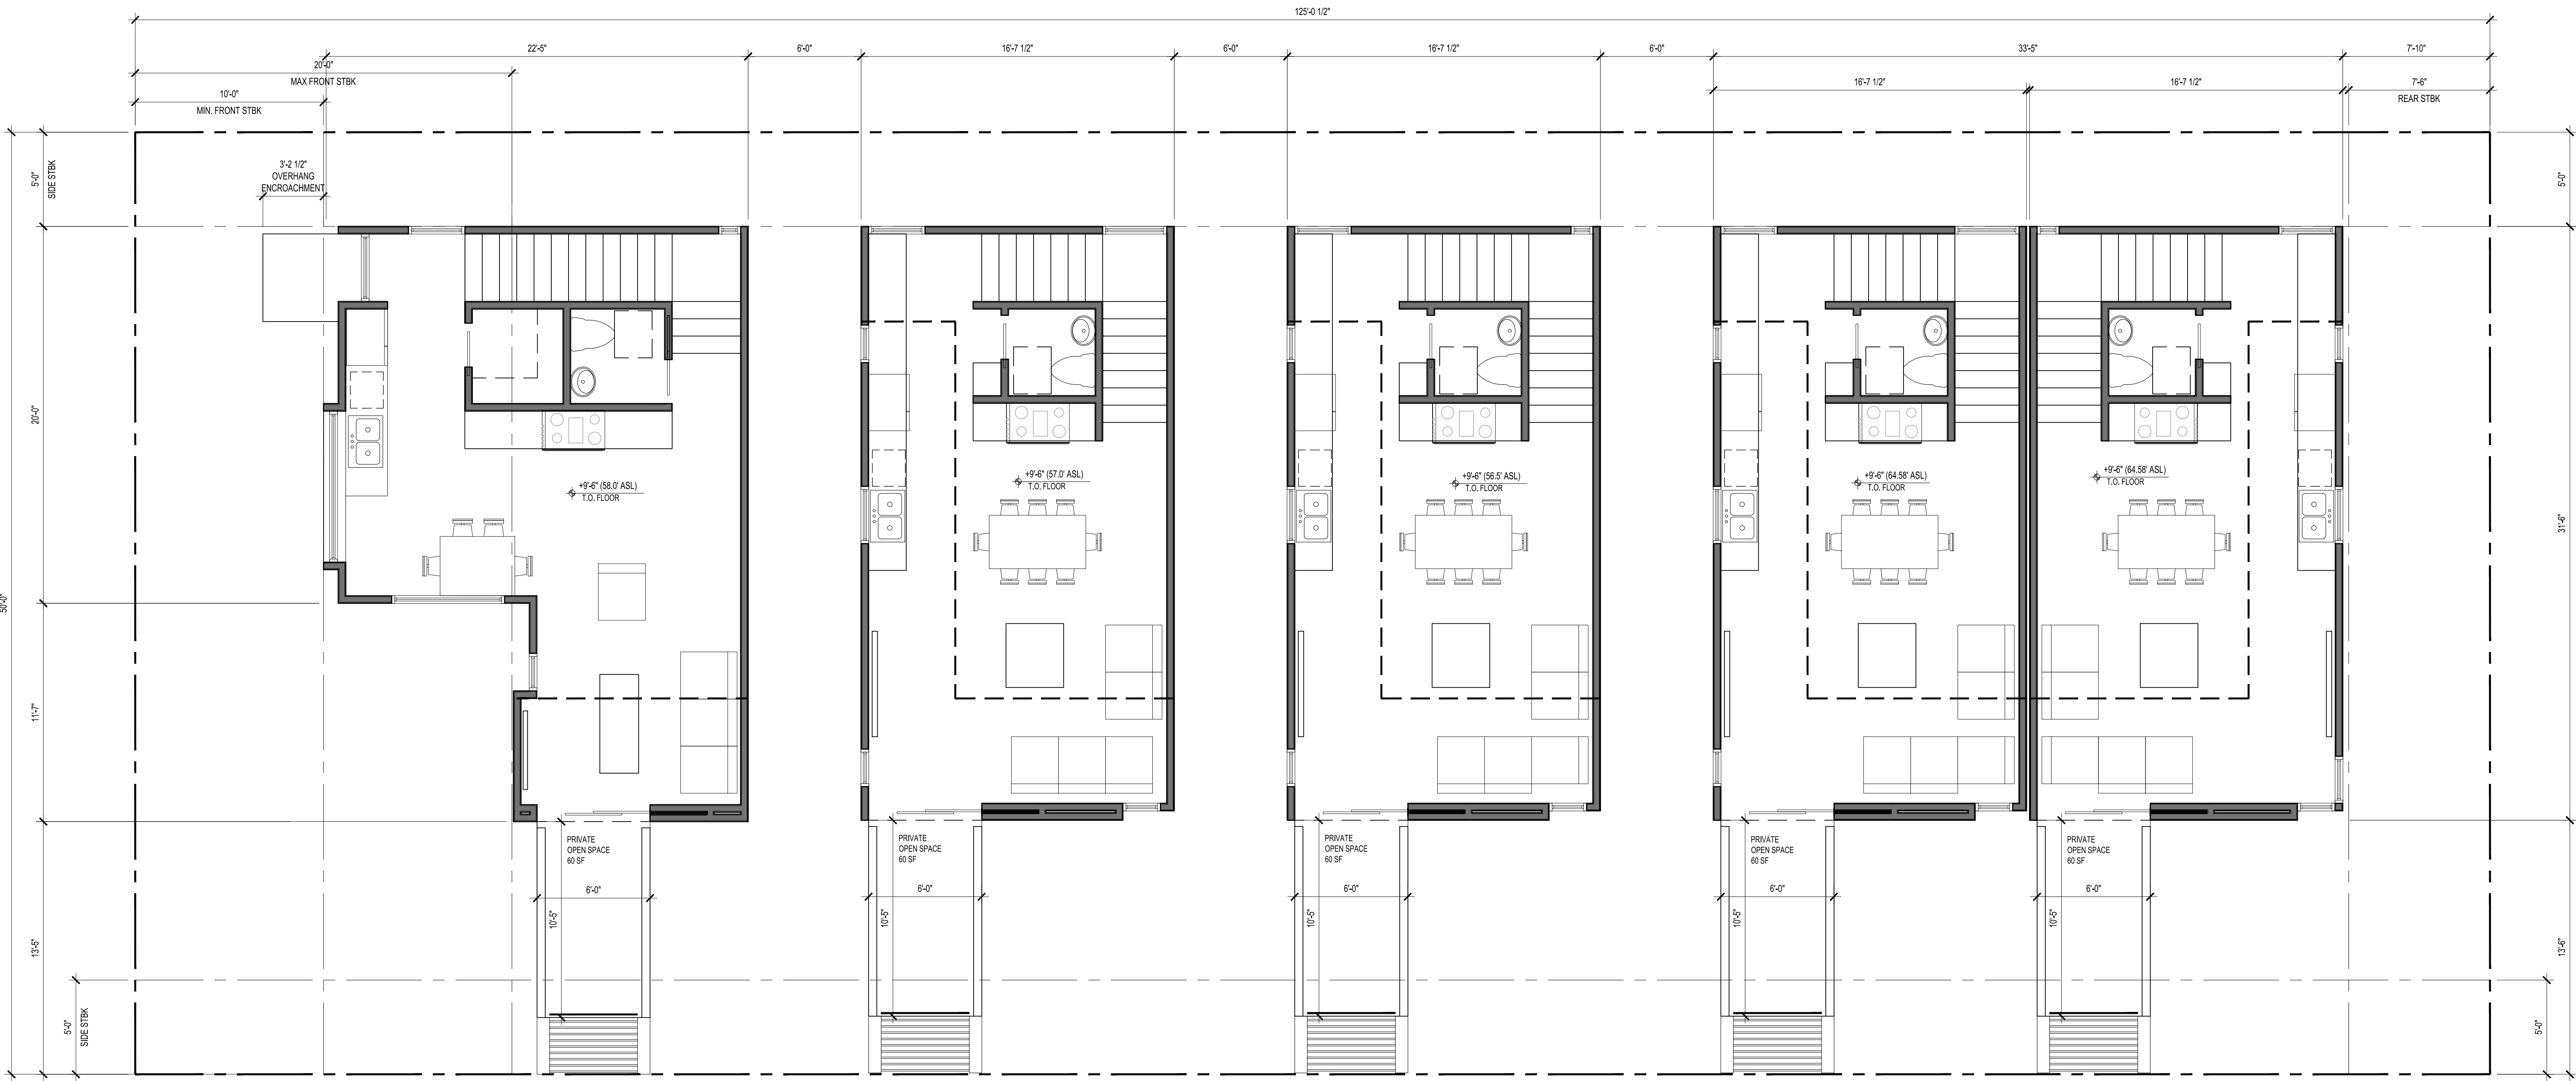 125'-0 1/2"
22'-5"
6'-0"
16'-7 1/2"
6'-0"
16'-7 1/2"
6'-0"
33'-5"
7'-10"
20'-0"
MAX FRONT STBK
10'-0"
MIN. FRONT STBK
16'-7 1/2"
16'-7 1/2"
7'-6"
REAR STBK
5'-0"
SIDE STBK
3'-2 1/2"
OVERHANG
ENCROACHMENT
5'-0"
20'-0"
+9'-6" (58.0' ASL)
T.O. FLOOR
+9'-6" (57.0' ASL)
T.O. FLOOR
+9'-6" (56.5' ASL)
T.O. FLOOR
+9'-6" (64.58' ASL)
T.O. FLOOR
+9'-6" (64.58' ASL)
T.O. FLOOR
31'-6"
50'-0"
11'-7"
PRIVATE
OPEN SPACE
60 SF
PRIVATE
OPEN SPACE
60 SF
PRIVATE
OPEN SPACE
60 SF
PRIVATE
OPEN SPACE
60 SF
PRIVATE
OPEN SPACE
60 SF
6'-0"
6'-0"
6'-0"
6'-0"
6'-0"
10'-5"
10'-5"
10'-5"
10'-5"
10'-5"
13'-5"
13'-6"
5'-0"
SIDE STBK
5'-0"